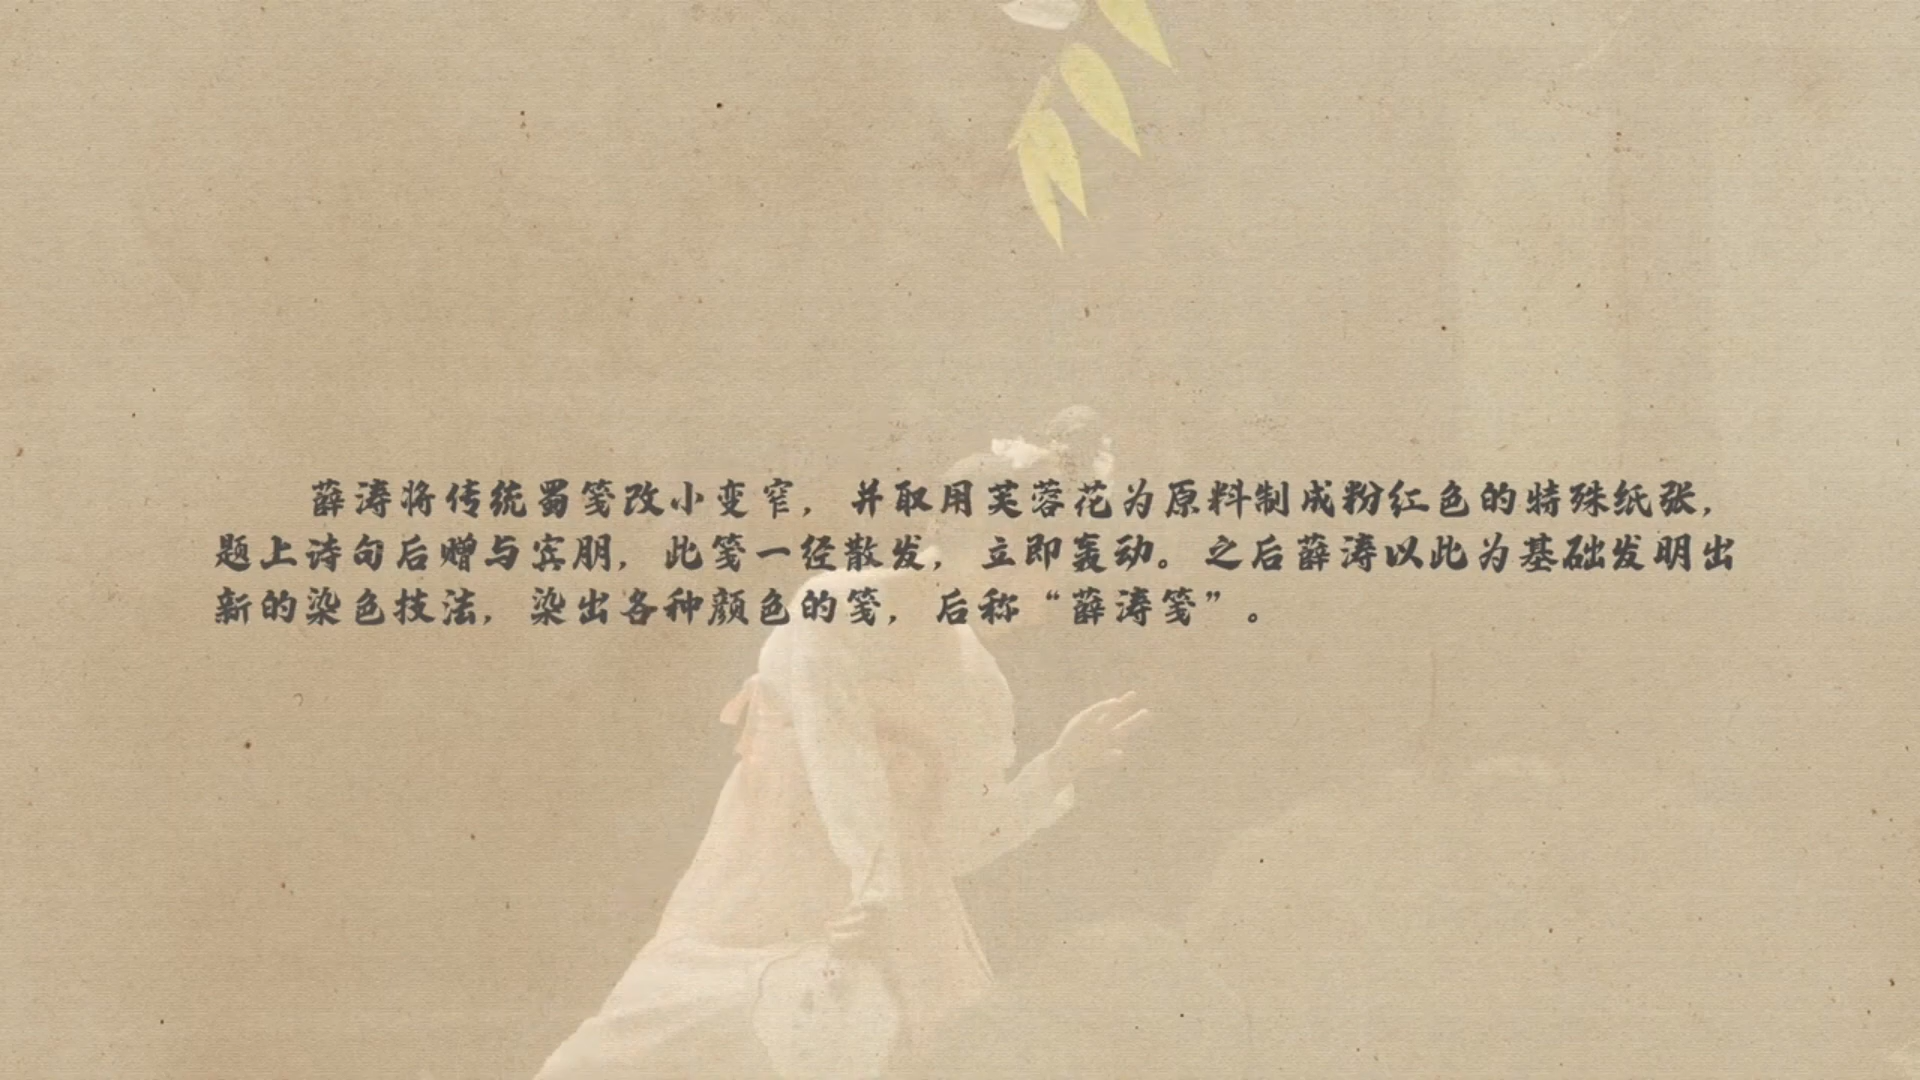 薛涛将传统蜀笺改小变窄，并取用芙蓉花为原料制成粉红色的特殊纸张，
题上诗句后赠与宾朋，此笺一经散发，立即轰动。之后薛涛以此为基础发明出
新的染色技法，染出各种颜色的笺，后称“薛涛笺”。